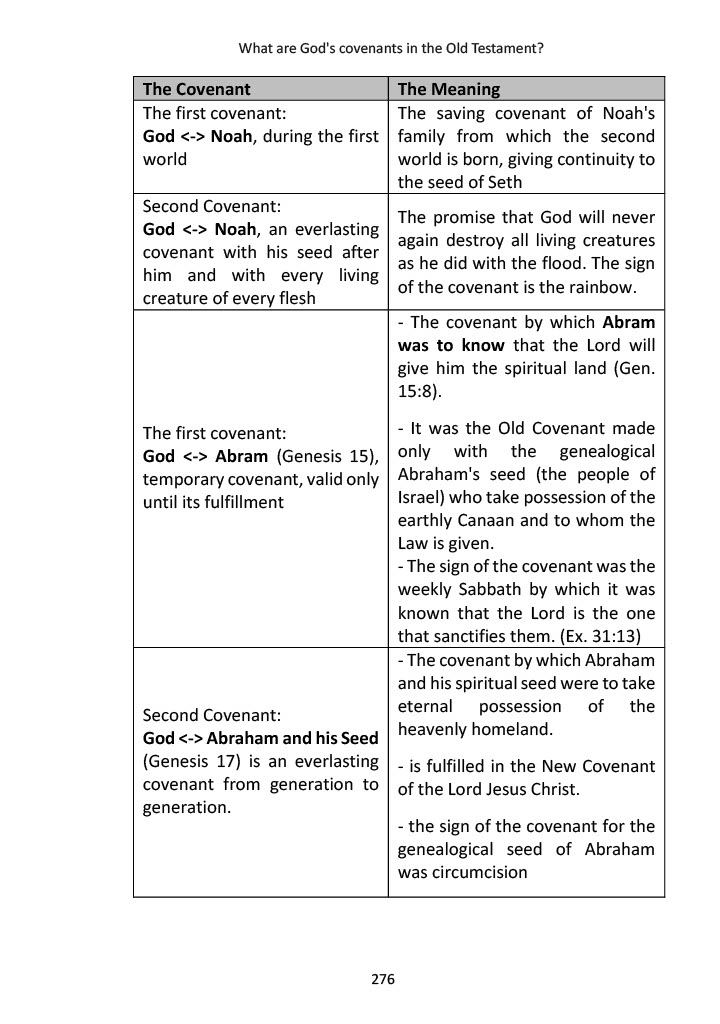 What are God's covenants in the Old Testament?
The Covenant
The Meaning
The first covenant:
God <-> Noah, during the first
world
The saving covenant of Noah's
family from which the second
world is born, giving continuity to
the seed of Seth
Second Covenant:
God <-> Noah, an everlasting
covenant with his seed after
him and with every living
creature of every flesh
The promise that God will never
again destroy all living creatures
as he did with the flood. The sign
of the covenant is the rainbow.
The first covenant:
God <-> Abram (Genesis 15),
temporary covenant, valid only
until its fulfillment
- The covenant by which Abram
was to know that the Lord will
give him the spiritual land (Gen.
15:8).
- It was the Old Covenant made
only with the genealogical
Abraham's seed (the people of
Israel) who take possession of the
earthly Canaan and to whom the
Law is given.
- The sign of the covenant was the
weekly Sabbath by which it was
known that the Lord is the one
that sanctifies them. (Ex. 31:13)
Second Covenant:
God <-> Abraham and his Seed
(Genesis 17) is an everlasting
covenant from generation to
generation.
- The covenant by which Abraham
and his spiritual seed were to take
eternal possession of the
heavenly homeland.
- is fulfilled in the New Covenant
of the Lord Jesus Christ.
- the sign of the covenant for the
genealogical seed of Abraham
was circumcision
276